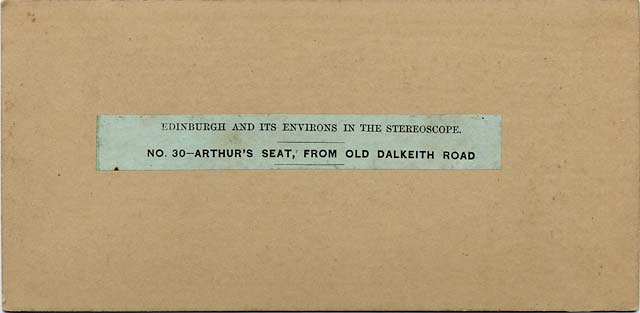 EDINBURGH AND ITS ENVIRONS IN THE STEREOSCOPE.
NO. 30—ARTHUR'S SEAT, FROM OLD DALKEITH ROAD